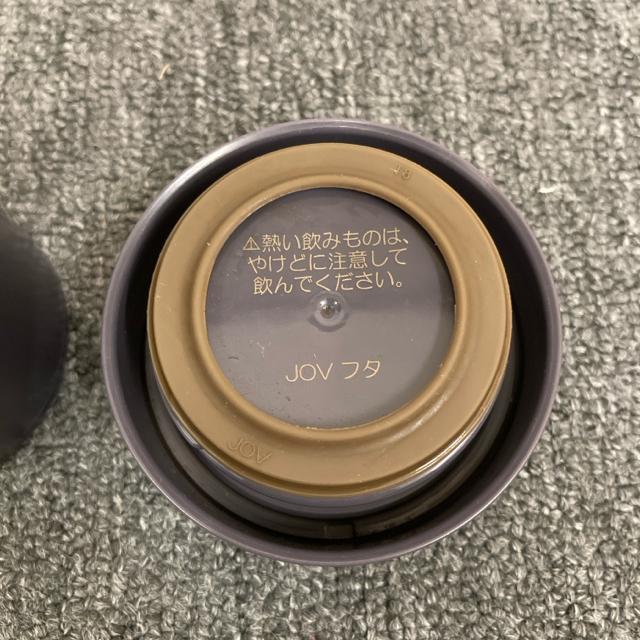 ⚠熱い飲みものは、
やけどに注意して
飲んでください。
JOV フタ
JOV